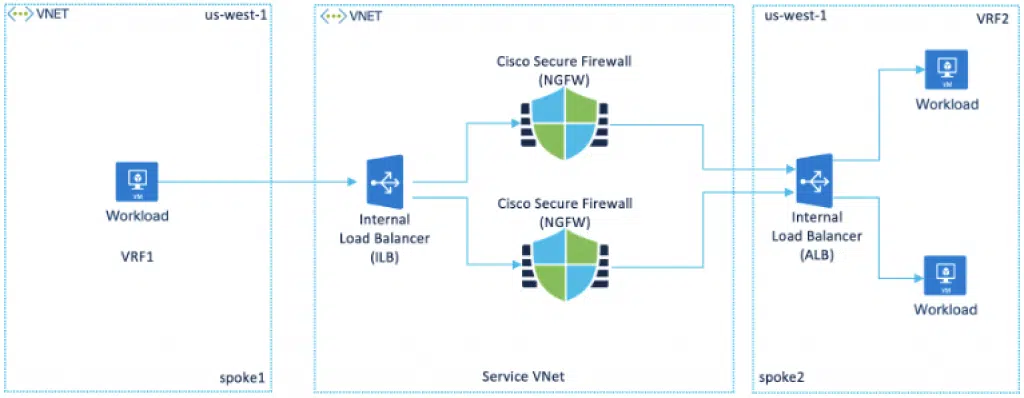 VNET
us-west-1
VM
Workload
VRF1
spoke1
VNET
Cisco Secure Firewall
(NGFW)
Internal
Load Balancer
(ILB)
Cisco Secure Firewall
(NGFW)
Service VNet
us-west-1
VRF2
VM
Workload
Internal
Load Balancer
(ALB)
VM
Workload
spoke2